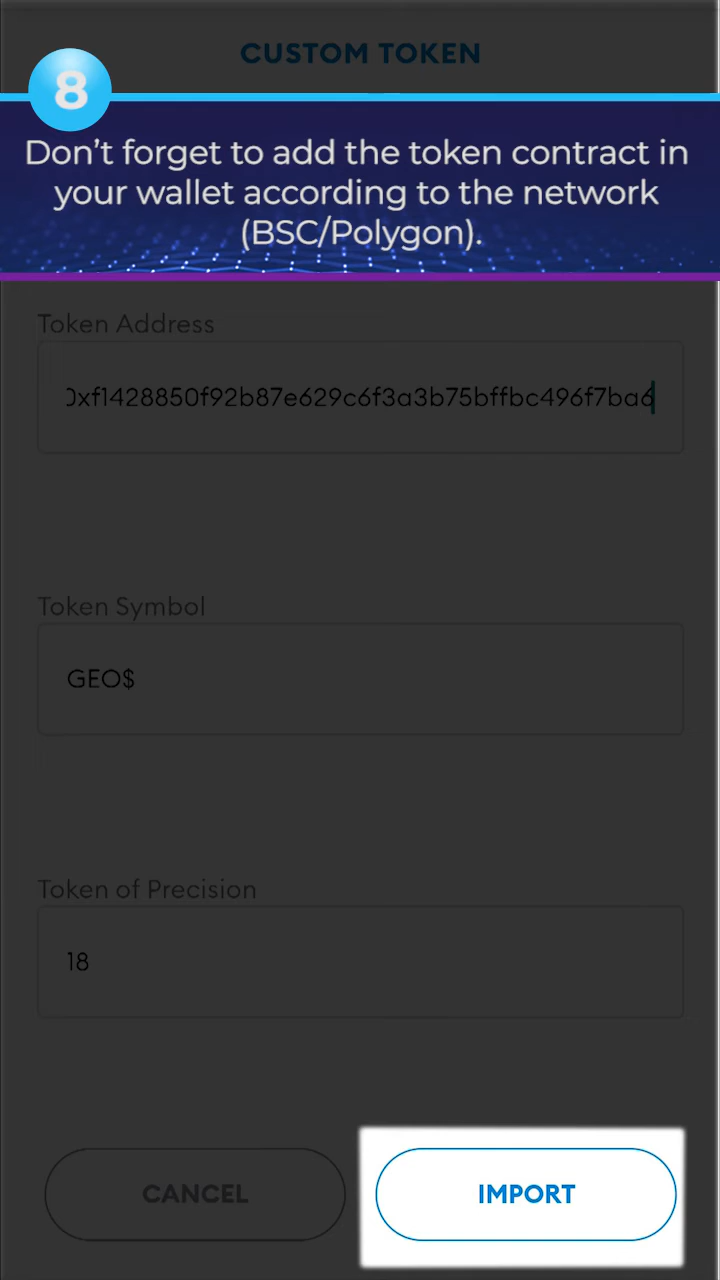 CUSTOM TOKEN
8
Don't forget to add the token contract in
your wallet according to the network
(BSC/Polygon).
Token Address
0xf1428850f92b87e629c6f3a3b75bffbc496f7ba6
Token Symbol
GEO$
Token of Precision
18
CANCEL
IMPORT